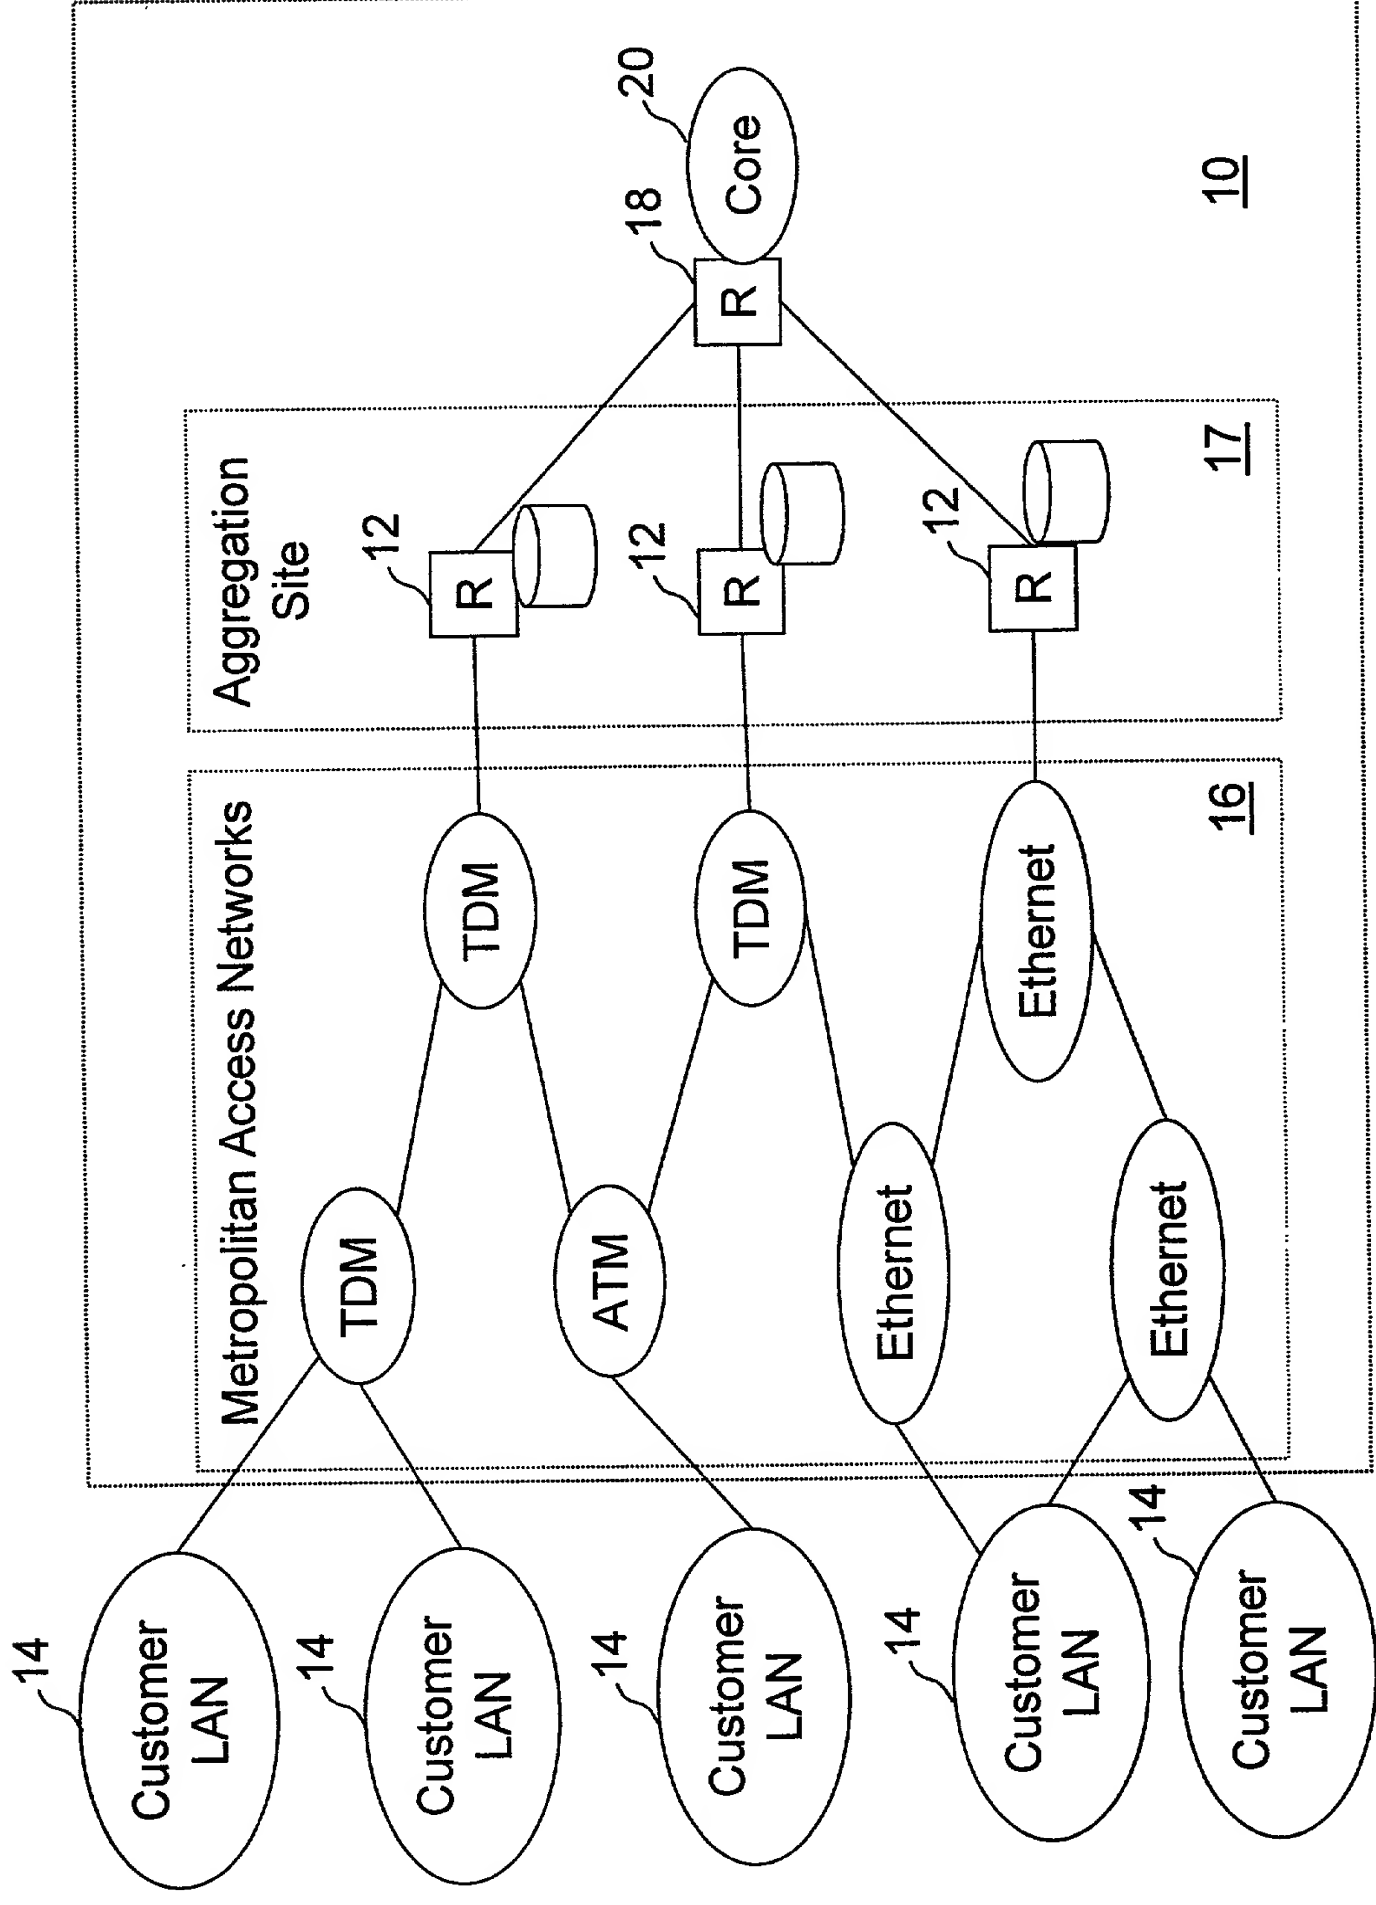 Metropolitan Access Networks
Aggregation
Site
14
Customer
LAN
14
Customer
LAN
14
Customer
LAN
14
Customer
LAN
14
Customer
LAN
TDM
ATM
Ethernet
Ethernet
TDM
TDM
Ethernet
16
12
R
12
R
12
R
17
18
R
20
Core
10